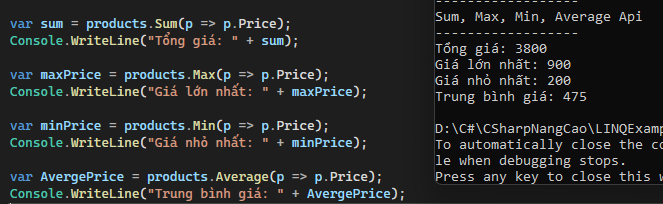 var sum = products.Sum(p => p.Price);
Console.WriteLine("Tổng giá: " + sum);
var maxPrice = products.Max(p => p.Price);
Console.WriteLine("Giá lớn nhất: " + maxPrice);
var minPrice = products.Min(p => p.Price);
Console.WriteLine("Giá nhỏ nhất: " + minPrice);
var AvergePrice = products.Average(p => p.Price);
Console.WriteLine("Trung bình giá: " + AvergePrice);
------------------
Sum, Max, Min, Average Api
------------------
Tổng giá: 3800
Giá lớn nhất: 900
Giá nhỏ nhất: 200
Trung bình giá: 475
D:\C#\CSharpNangCao\LINQExamp
To automatically close the co
le when debugging stops.
Press any key to close this w